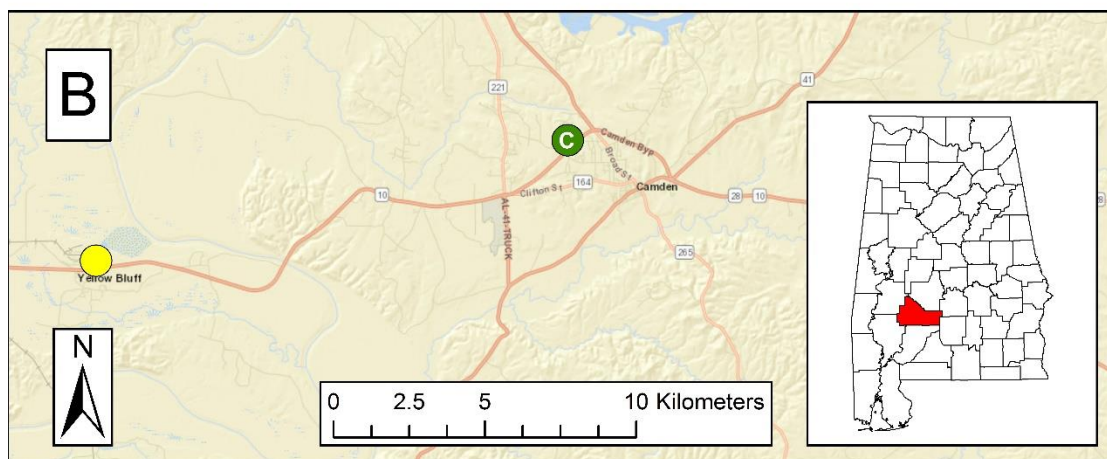 B
221
41
C
Camden Byp
Broad St
10
Clifton St
164
Camden
28
10
AL-41-TRUCK
265
Yellow Bluff
N
0 2.5 5 10 Kilometers